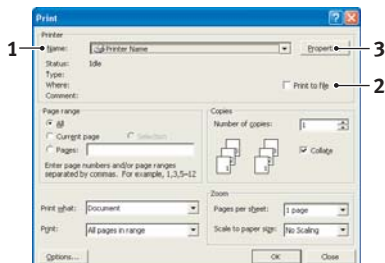 Print
Printer
1 Name: Printer Name Propert 3
Status: Idle
Type:
Where: Print to file 2
Comment:
Page range Copies
All Number of copies: 1
Current page Selection
Pages: Collate
Enter page numbers and/or page ranges
separated by commas. For example, 1,3,5–12
Zoom
Print what: Document Pages per sheet: 1 page
Print: All pages in range Scale to paper size: No Scaling
Options... OK Close